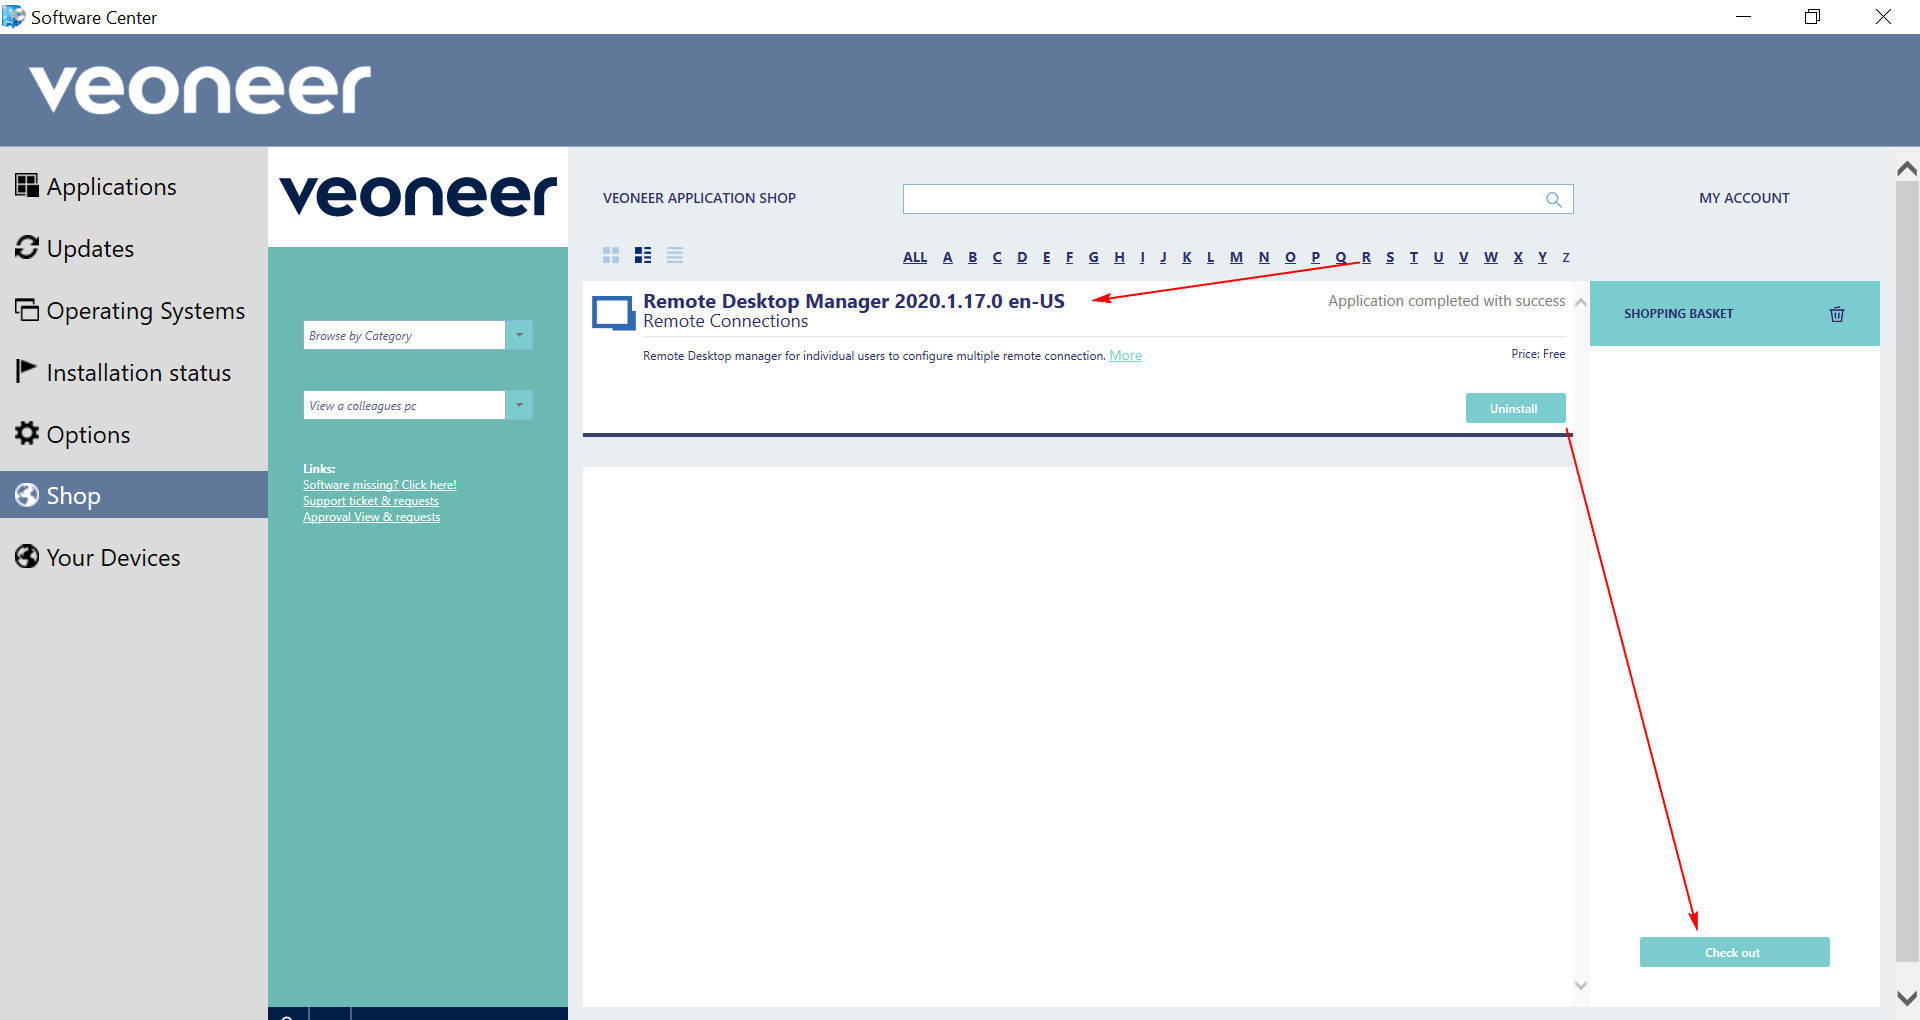 Software Center
veoneer
Applications
Updates
Operating Systems
Installation status
Options
Shop
Your Devices
veoneer
Browse by Category
View a colleagues pc
Links:
Software missing? Click here!
Support ticket & requests
Approval View & requests
VEONEER APPLICATION SHOP
MY ACCOUNT
ALL A B C D E F G H I J K L M N O P Q R S T U V W X Y Z
Remote Desktop Manager 2020.1.17.0 en-US
Application completed with success
Remote Connections
Remote Desktop manager for individual users to configure multiple remote connection. More
Price: Free
Uninstall
SHOPPING BASKET
Check out